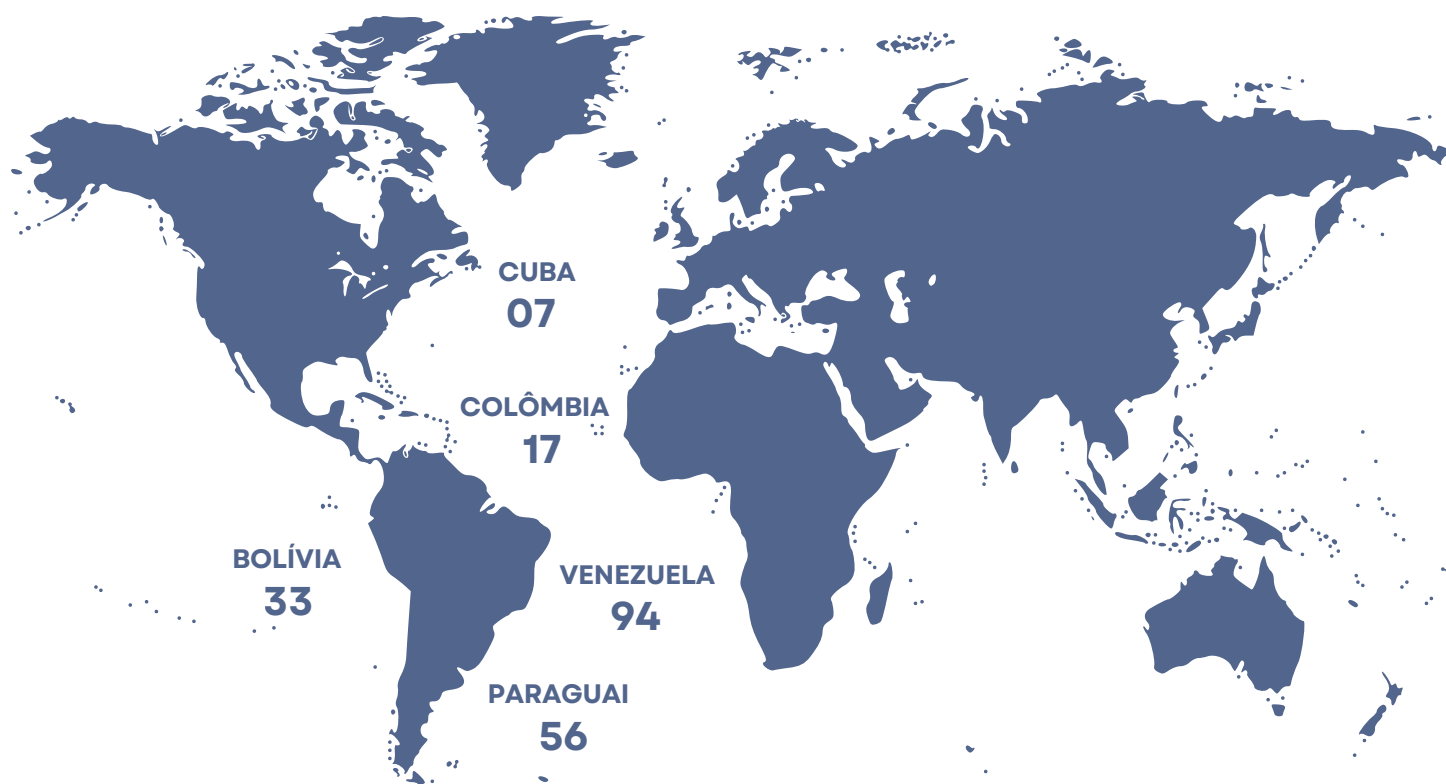 CUBA
07
COLÔMBIA
17
BOLÍVIA
33
VENEZUELA
94
PARAGUAI
56